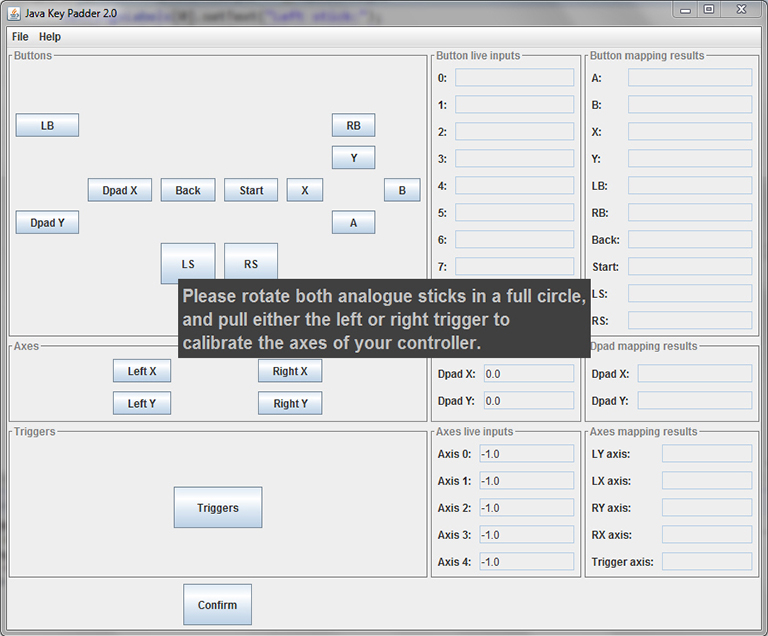 Labels[0].setText("Left stick:");
Java Key Padder 2.0
File Help
Buttons
LB
RB
Y
Dpad X Back Start X B
Dpad Y A
LS RS
Button live inputs
0:
1:
2:
3:
4:
5:
6:
7:
Button mapping results
A:
B:
X:
Y:
LB:
RB:
Back:
Start:
LS:
RS:
Please rotate both analogue sticks in a full circle,
and pull either the left or right trigger to
calibrate the axes of your controller.
Axes
Left X Right X
Left Y Right Y
Dpad X: 0.0
Dpad Y: 0.0
Dpad mapping results
Dpad X:
Dpad Y:
Triggers
Triggers
Axes live inputs
Axis 0: -1.0
Axis 1: -1.0
Axis 2: -1.0
Axis 3: -1.0
Axis 4: -1.0
Axes mapping results
LY axis:
LX axis:
RY axis:
RX axis:
Trigger axis:
Confirm